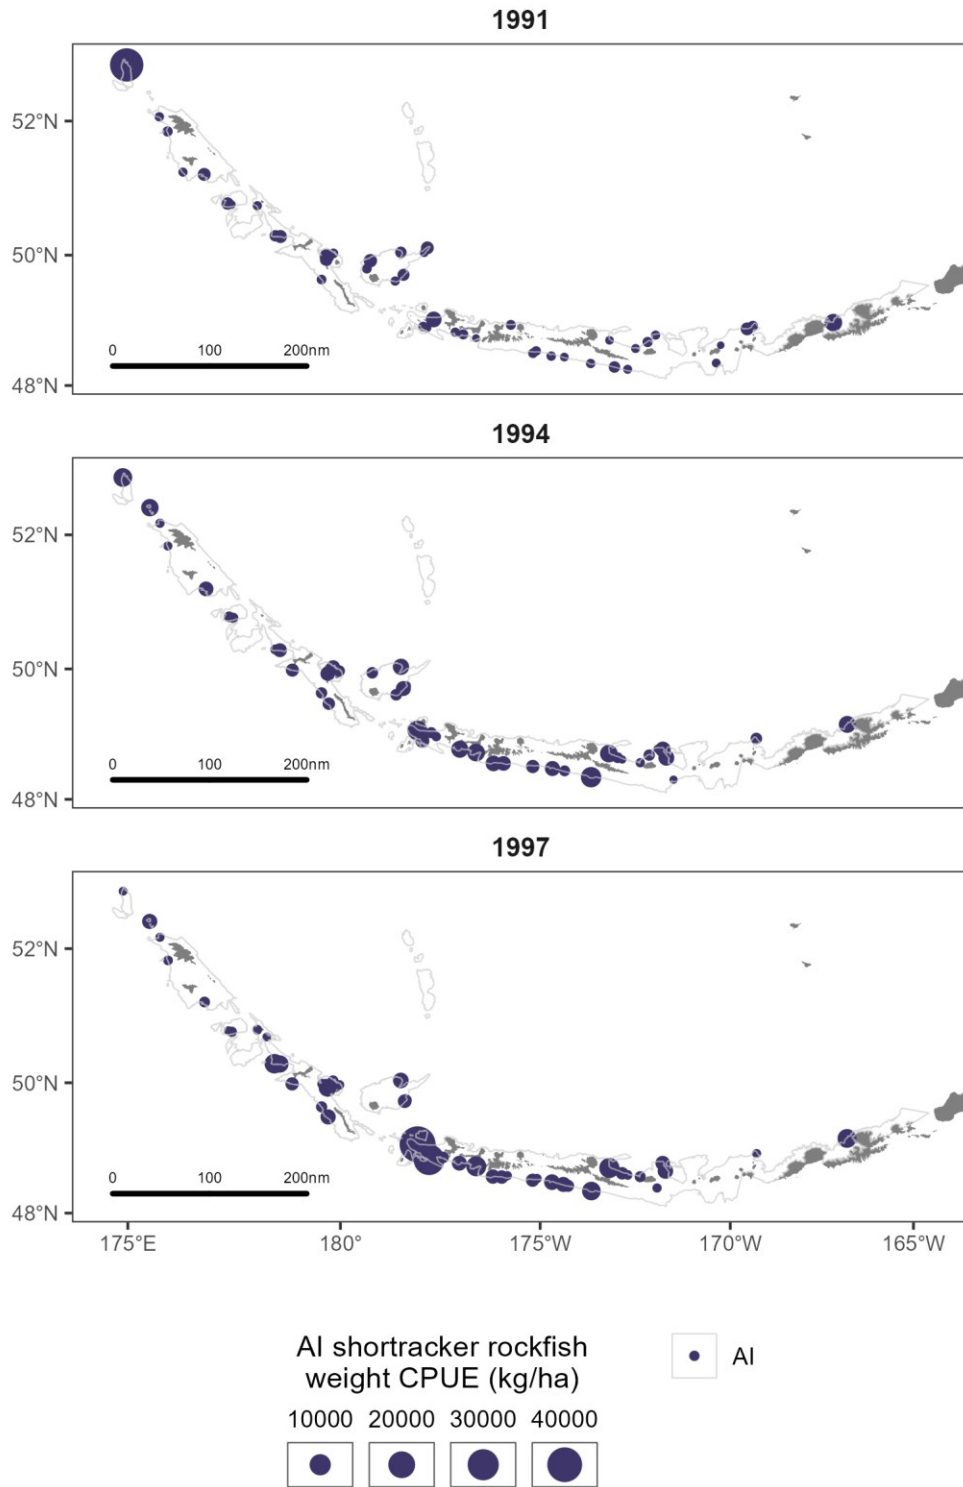 1991
52°N
50°N
48°N
0 100 200nm
1994
52°N
50°N
48°N
0 100 200nm
1997
52°N
50°N
48°N
0 100 200nm
175°E 180° 175°W 170°W 165°W
AI shortracker rockfish
weight CPUE (kg/ha)
10000 20000 30000 40000
AI